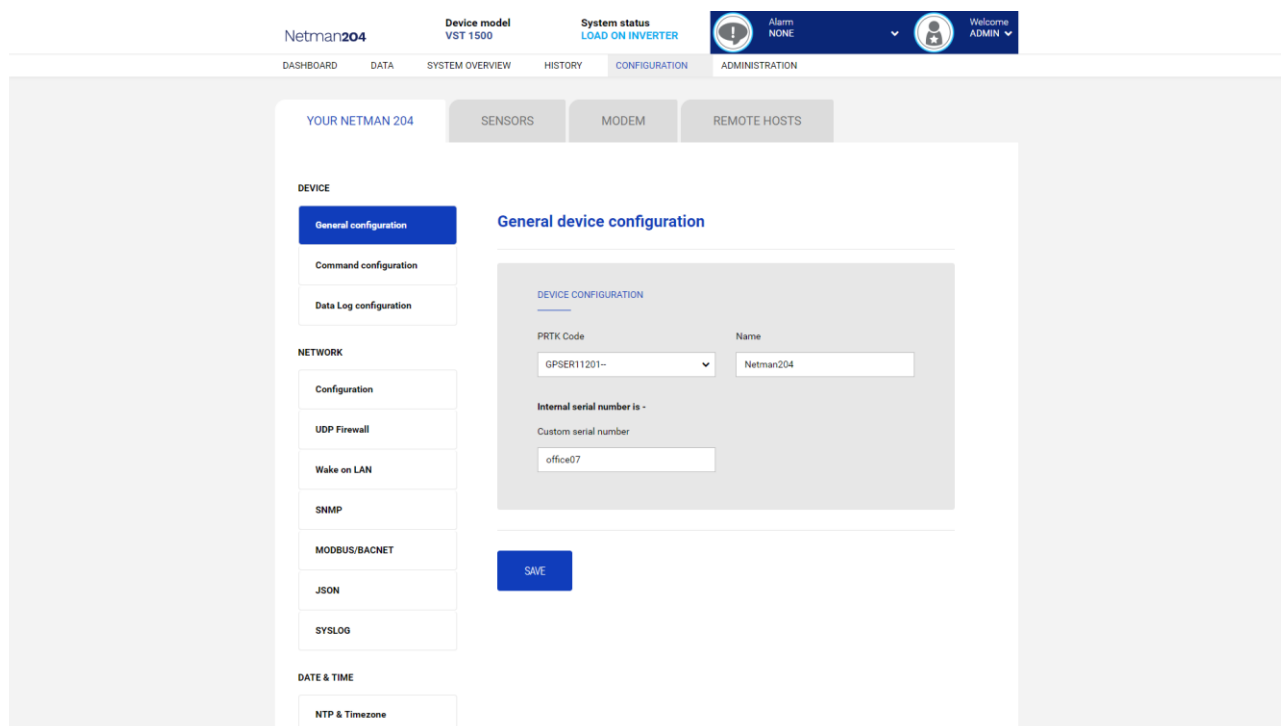 Netman204
Device model
VST 1500
System status
LOAD ON INVERTER
Alarm
NONE
Welcome
ADMIN
DASHBOARD DATA SYSTEM OVERVIEW HISTORY CONFIGURATION ADMINISTRATION
YOUR NETMAN 204 SENSORS MODEM REMOTE HOSTS
DEVICE
General configuration
Command configuration
Data Log configuration
NETWORK
Configuration
UDP Firewall
Wake on LAN
SNMP
MODBUS/BACNET
JSON
SYSLOG
DATE & TIME
NTP & Timezone
General device configuration
DEVICE CONFIGURATION
PRTK Code Name
GPSER11201-- Netman204
Internal serial number is -
Custom serial number
office07
SAVE